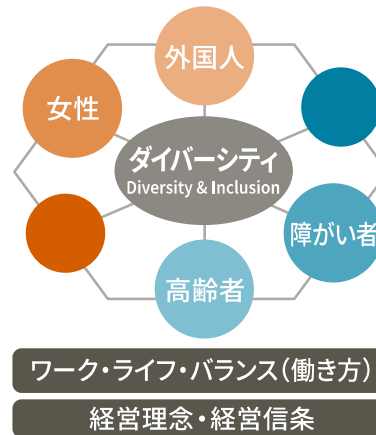 外国人
女性
ダイバーシティ
Diversity & Inclusion
障がい者
高齢者
ワーク・ライフ・バランス(働き方)
経営理念・経営信条